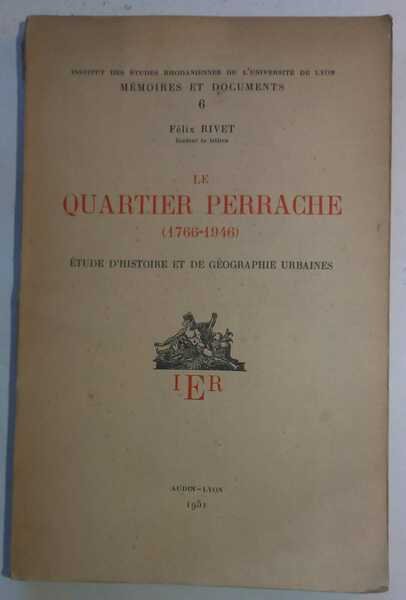 INSTITUT DES ÉTUDES RHODANIENNES DE L'UNIVERSITÉ DE LYON
MÉMOIRES ET DOCUMENTS
6
Félix RIVET
Docteur ès lettres
LE
QUARTIER PERRACHE
(1766-1946)
ÉTUDE D'HISTOIRE ET DE GÉOGRAPHIE URBAINES
IER
AUDIN-LYON
1951